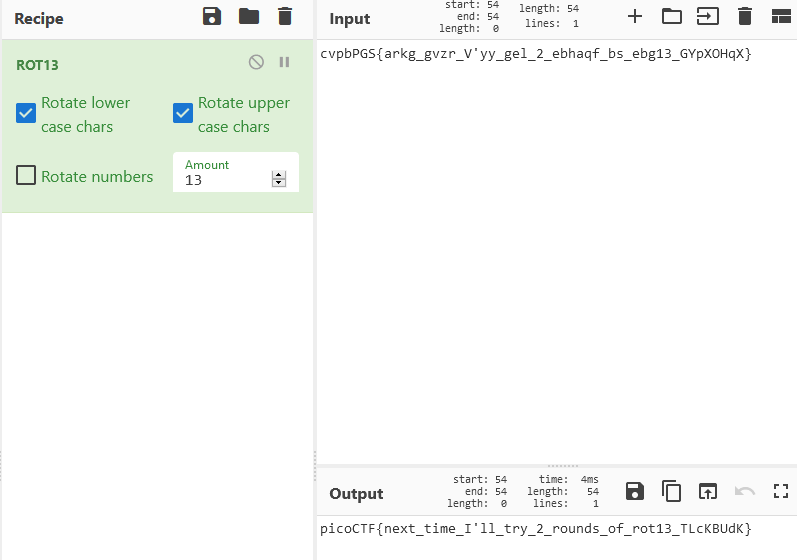 Recipe
ROT13
Rotate lower case chars
Rotate upper case chars
Rotate numbers
Amount
13
Input
start: 54
end: 54
length: 0
length: 54
lines: 1
cvpbPGS{arkg_gvzr_V'yy_gel_2_ebhaqf_bs_ebg13_GYpXOHqX}
Output
start: 54
end: 54
length: 0
time: 4ms
length: 54
lines: 1
picoCTF{next_time_I'll_try_2_rounds_of_rot13_TLcKBUdK}